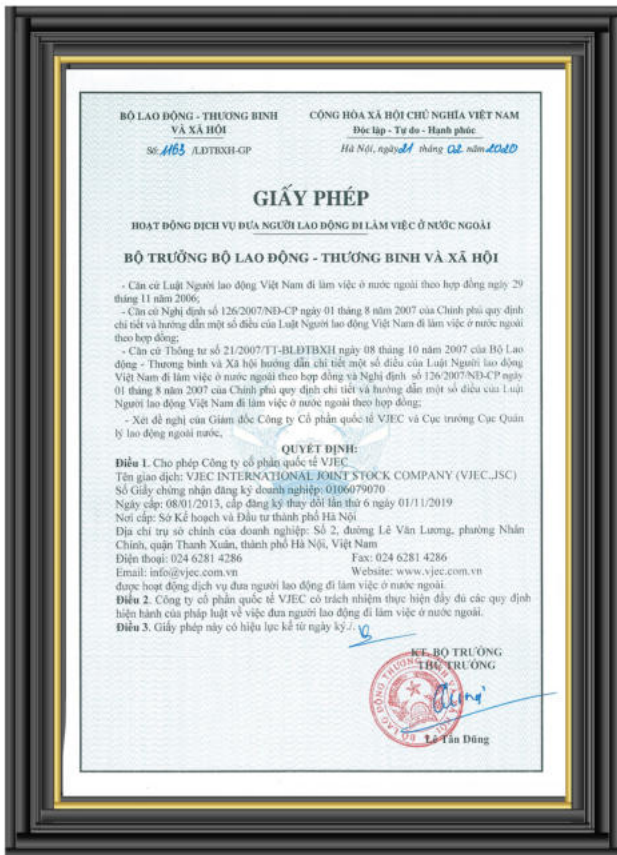 BỘ LAO ĐỘNG - THƯƠNG BINH
VÀ XÃ HỘI
Số: 1163 /LĐTBXH-GP
CỘNG HÒA XÃ HỘI CHỦ NGHĨA VIỆT NAM
Độc lập - Tự do - Hạnh phúc
Hà Nội, ngày 21 tháng 02 năm 2020
GIẤY PHÉP
HOẠT ĐỘNG DỊCH VỤ ĐƯA NGƯỜI LAO ĐỘNG ĐI LÀM VIỆC Ở NƯỚC NGOÀI
BỘ TRƯỞNG BỘ LAO ĐỘNG - THƯƠNG BINH VÀ XÃ HỘI
- Căn cứ Luật Người lao động Việt Nam đi làm việc ở nước ngoài theo hợp đồng ngày 29
tháng 11 năm 2006;
- Căn cứ Nghị định số 126/2007/NĐ-CP ngày 01 tháng 8 năm 2007 của Chính phủ quy định
chi tiết và hướng dẫn một số điều của Luật Người lao động Việt Nam đi làm việc ở nước ngoài
theo hợp đồng;
- Căn cứ Thông tư số 21/2007/TT-BLĐTBXH ngày 08 tháng 10 năm 2007 của Bộ Lao
động - Thương binh và Xã hội hướng dẫn chi tiết một số điều của Luật Người lao động
Việt Nam đi làm việc ở nước ngoài theo hợp đồng và Nghị định số 126/2007/NĐ-CP ngày
01 tháng 8 năm 2007 của Chính phủ quy định chi tiết và hướng dẫn một số điều của Luật
Người lao động Việt Nam đi làm việc ở nước ngoài theo hợp đồng;
- Xét đề nghị của Giám đốc Công ty Cổ phần quốc tế VJEC và Cục trưởng Cục Quản
lý lao động ngoài nước,
QUYẾT ĐỊNH:
Điều 1. Cho phép Công ty cổ phần quốc tế VJEC
Tên giao dịch: VJEC INTERNATIONAL JOINT STOCK COMPANY (VJEC.,JSC)
Số Giấy chứng nhận đăng ký doanh nghiệp: 0106079070
Ngày cấp: 08/01/2013, cấp đăng ký thay đổi lần thứ 6 ngày 01/11/2019
Nơi cấp: Sở Kế hoạch và Đầu tư thành phố Hà Nội
Địa chỉ trụ sở chính của doanh nghiệp: Số 2, đường Lê Văn Lương, phường Nhân
Chính, quận Thanh Xuân, thành phố Hà Nội, Việt Nam
Điện thoại: 024 6281 4286 Fax: 024 6281 4286
Email: info@vjec.com.vn Website: www.vjec.com.vn
được hoạt động dịch vụ đưa người lao động đi làm việc ở nước ngoài.
Điều 2. Công ty cổ phần quốc tế VJEC có trách nhiệm thực hiện đầy đủ các quy định
hiện hành của pháp luật về việc đưa người lao động đi làm việc ở nước ngoài.
Điều 3. Giấy phép này có hiệu lực kể từ ngày ký./.
KT. BỘ TRƯỞNG
THỨ TRƯỞNG
Lê Tấn Dũng